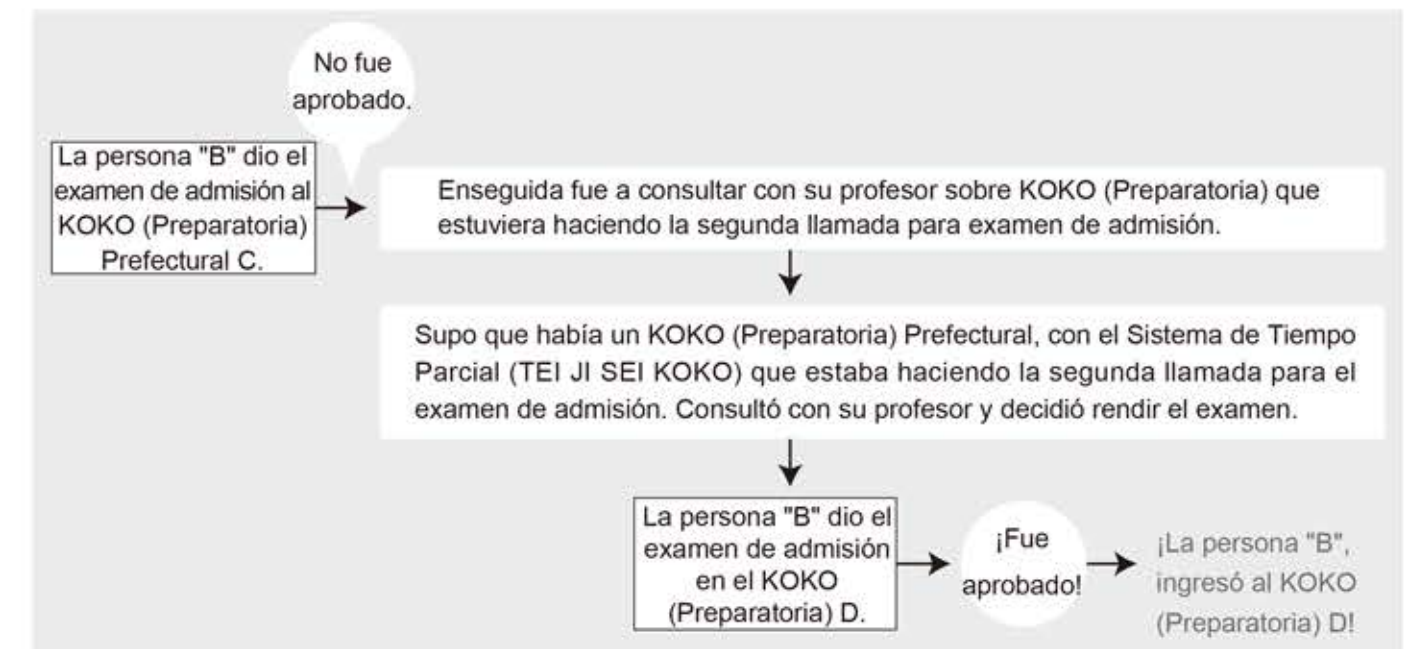 No fue
aprobado.
La persona "B" dio el
examen de admisión al
KOKO (Preparatoria)
Prefectural C.
Enseguida fue a consultar con su profesor sobre KOKO (Preparatoria) que
estuviera haciendo la segunda llamada para examen de admisión.
Supo que había un KOKO (Preparatoria) Prefectural, con el Sistema de Tiempo
Parcial (TEI JI SEI KOKO) que estaba haciendo la segunda llamada para el
examen de admisión. Consultó con su profesor y decidió rendir el examen.
La persona "B" dio el
examen de admisión
en el KOKO
(Preparatoria) D.
¡Fue
aprobado!
¡La persona "B",
ingresó al KOKO
(Preparatoria) D!